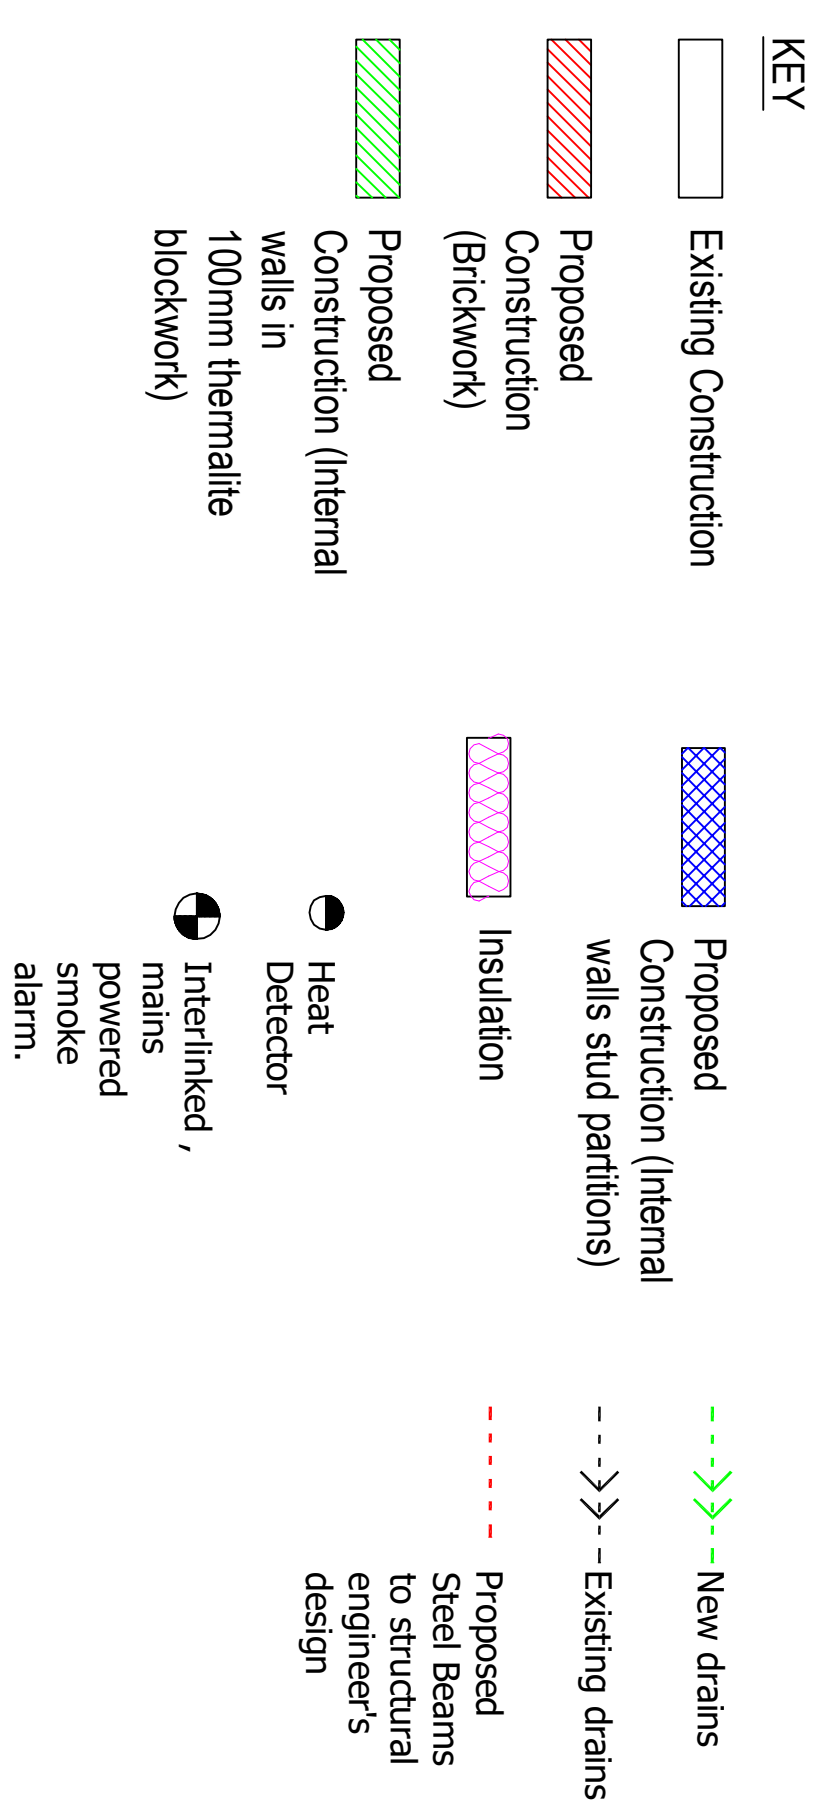 KEY
Existing Construction
Proposed
Construction
(Brickwork)
Proposed
Construction (Internal
walls in
100mm thermalite
blockwork)
Proposed
Construction (Internal
walls stud partitions)
Insulation
Heat
Detector
Interlinked ,
mains
powered
smoke
alarm.
New drains
Existing drains
Proposed
Steel Beams
to structural
engineer's
design